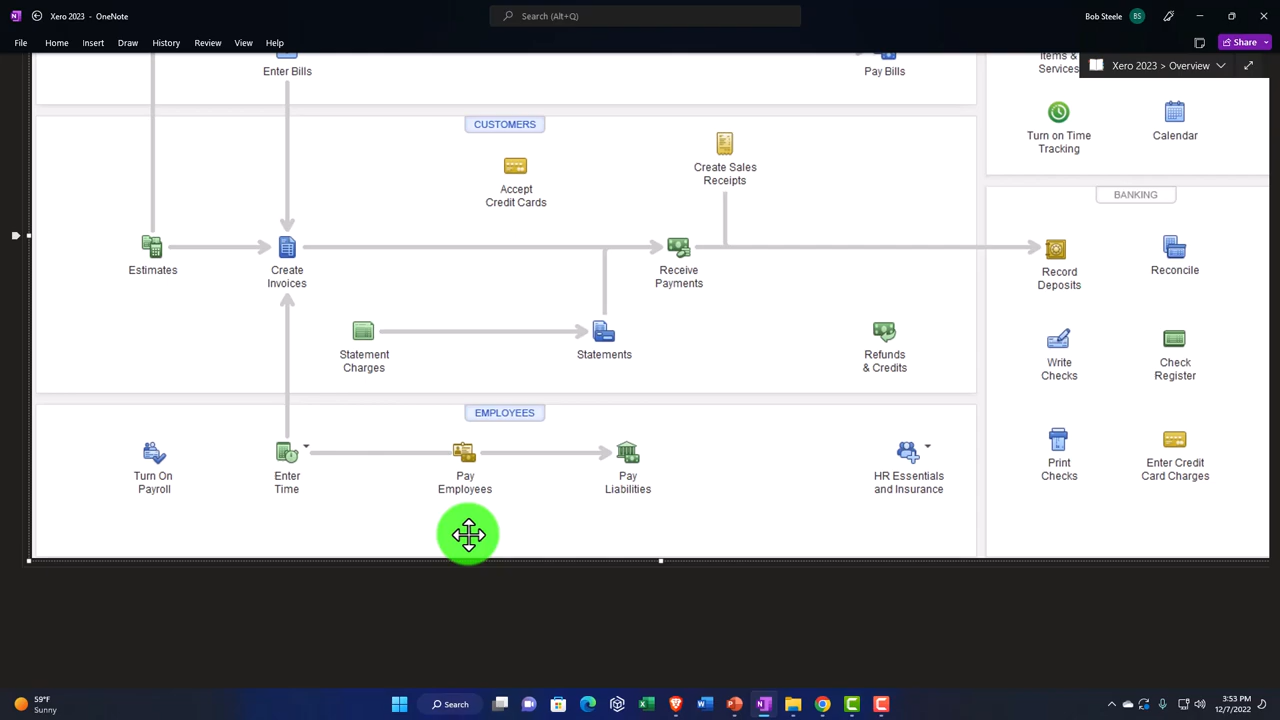 Xero 2023 - OneNote
Search (Alt+Q)
Bob Steele
BS
File
Home
Insert
Draw
History
Review
View
Help
Share
Xero 2023 > Overview
Enter Bills
Pay Bills
Items &
Services
Turn on Time
Tracking
Calendar
CUSTOMERS
Accept
Credit Cards
Create Sales
Receipts
Estimates
Create
Invoices
Receive
Payments
Statement
Charges
Statements
Refunds
& Credits
BANKING
Record
Deposits
Reconcile
Write
Checks
Check
Register
Print
Checks
Enter Credit
Card Charges
EMPLOYEES
Turn On
Payroll
Enter
Time
Pay
Employees
Pay
Liabilities
HR Essentials
and Insurance
59°F
Sunny
Search
3:53 PM
12/7/2022